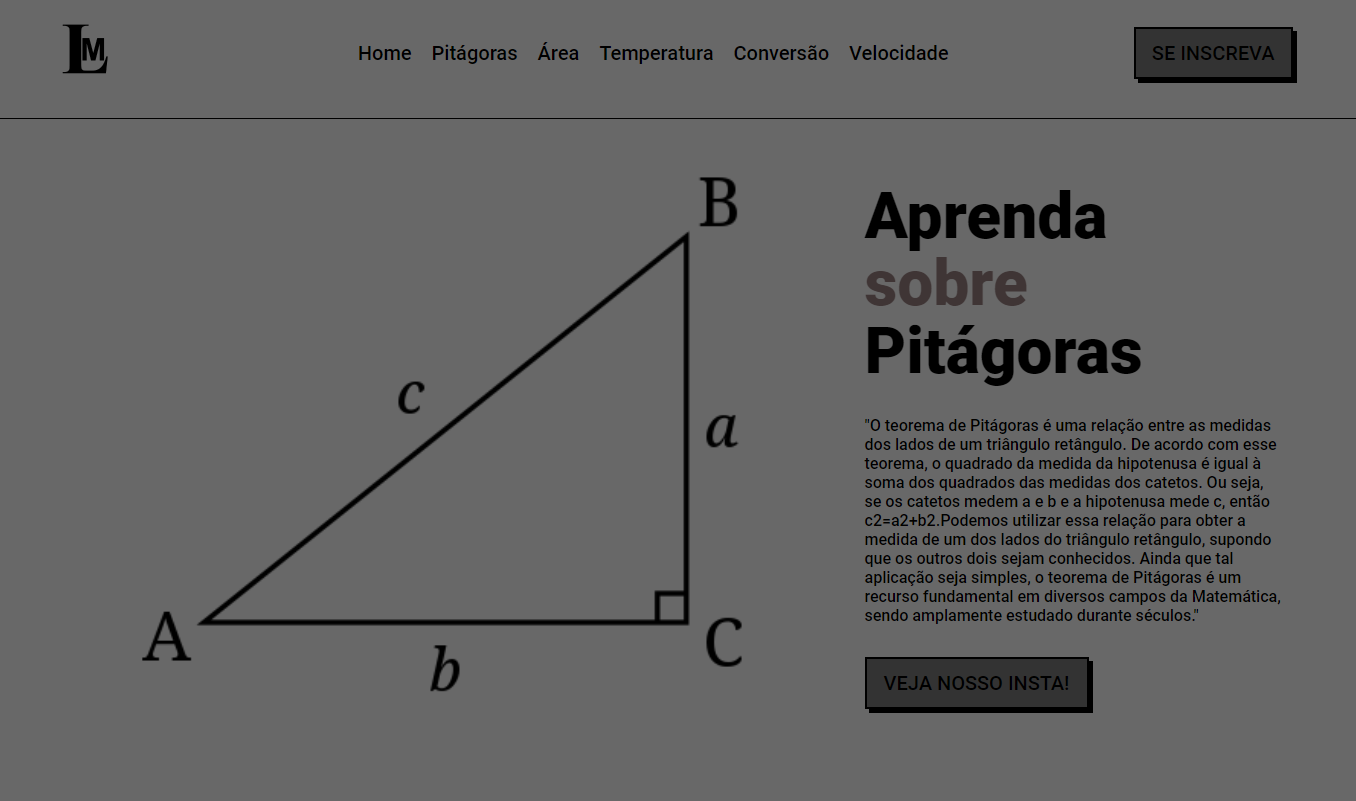 LM
Home Pitágoras Área Temperatura Conversão Velocidade
SE INSCREVA
B
c
a
A
b
C
Aprenda
sobre
Pitágoras
"O teorema de Pitágoras é uma relação entre as medidas
dos lados de um triângulo retângulo. De acordo com esse
teorema, o quadrado da medida da hipotenusa é igual à
soma dos quadrados das medidas dos catetos. Ou seja,
se os catetos medem a e b e a hipotenusa mede c, então
c2=a2+b2.Podemos utilizar essa relação para obter a
medida de um dos lados do triângulo retângulo, supondo
que os outros dois sejam conhecidos. Ainda que tal
aplicação seja simples, o teorema de Pitágoras é um
recurso fundamental em diversos campos da Matemática,
sendo amplamente estudado durante séculos."
VEJA NOSSO INSTA!